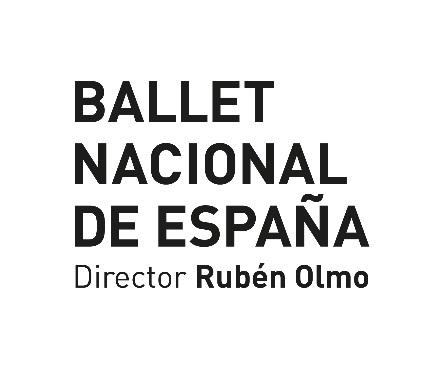 BALLET
NACIONAL
DE ESPAÑA
Director Rubén Olmo